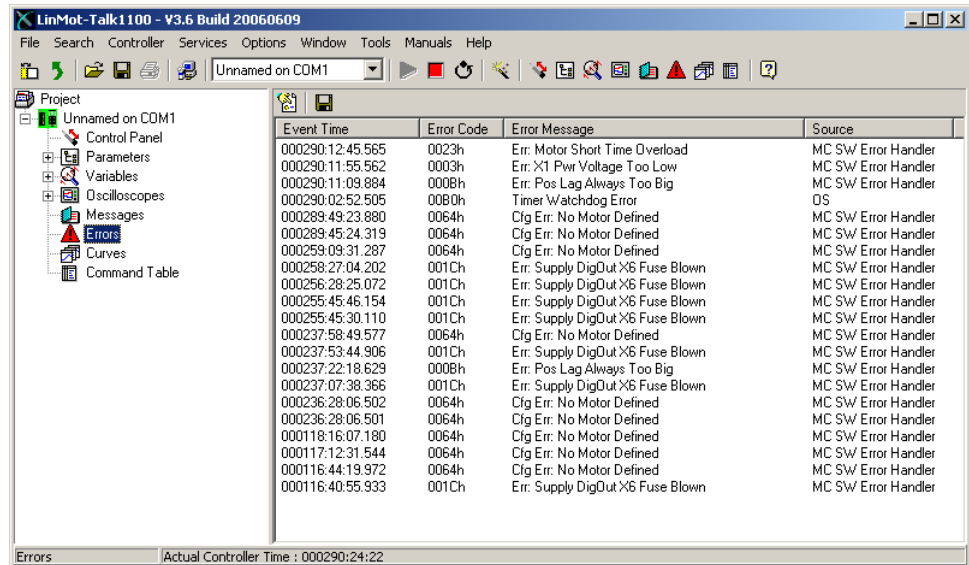 LinMot-Talk1100 - V3.6 Build 20060609
File Search Controller Services Options Window Tools Manuals Help
Unnamed on COM1
Project
Unnamed on COM1
Control Panel
Parameters
Variables
Oscilloscopes
Messages
Errors
Curves
Command Table
Event Time Error Code Error Message Source
000290:12:45.565 0023h Err: Motor Short Time Overload MC SW Error Handler
000290:11:55.562 0003h Err: X1 Pwr Voltage Too Low MC SW Error Handler
000290:11:09.884 000Bh Err: Pos Lag Always Too Big MC SW Error Handler
000290:02:52.505 00B0h Timer Watchdog Error OS
000289:49:23.880 0064h Cfg Err: No Motor Defined MC SW Error Handler
000289:45:24.319 0064h Cfg Err: No Motor Defined MC SW Error Handler
000259:09:31.287 0064h Cfg Err: No Motor Defined MC SW Error Handler
000258:27:04.202 001Ch Err: Supply DigOut X6 Fuse Blown MC SW Error Handler
000256:28:25.072 001Ch Err: Supply DigOut X6 Fuse Blown MC SW Error Handler
000255:45:46.154 001Ch Err: Supply DigOut X6 Fuse Blown MC SW Error Handler
000255:45:30.110 001Ch Err: Supply DigOut X6 Fuse Blown MC SW Error Handler
000237:58:49.577 0064h Cfg Err: No Motor Defined MC SW Error Handler
000237:53:44.906 001Ch Err: Supply DigOut X6 Fuse Blown MC SW Error Handler
000237:22:18.629 000Bh Err: Pos Lag Always Too Big MC SW Error Handler
000237:07:38.366 001Ch Err: Supply DigOut X6 Fuse Blown MC SW Error Handler
000236:28:06.502 0064h Cfg Err: No Motor Defined MC SW Error Handler
000236:28:06.501 0064h Cfg Err: No Motor Defined MC SW Error Handler
000118:16:07.180 0064h Cfg Err: No Motor Defined MC SW Error Handler
000117:12:31.544 0064h Cfg Err: No Motor Defined MC SW Error Handler
000116:44:19.972 0064h Cfg Err: No Motor Defined MC SW Error Handler
000116:40:55.933 001Ch Err: Supply DigOut X6 Fuse Blown MC SW Error Handler
Errors Actual Controller Time : 000290:24:22